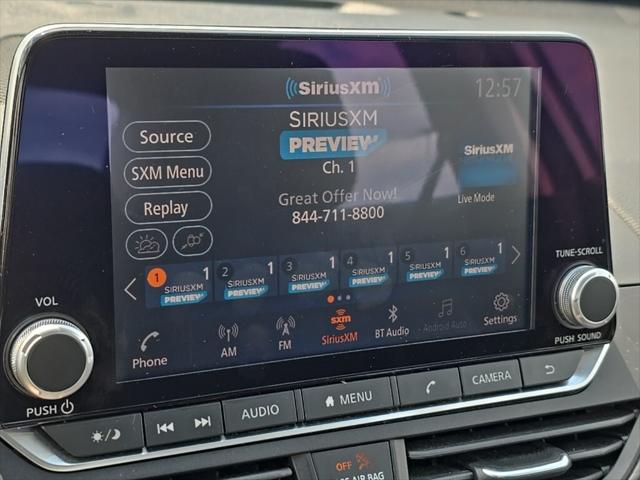 SiriusXM
12:57
SIRIUSXM
PREVIEW
Ch. 1
Great Offer Now!
844-711-8800
Source
SXM Menu
Replay
SiriusXM
Live Mode
1 1 SIRIUSXM PREVIEW
2 1 SIRIUSXM PREVIEW
3 1 SIRIUSXM PREVIEW
4 1 SIRIUSXM PREVIEW
5 1 SIRIUSXM PREVIEW
6 1 SIRIUSXM PREVIEW
Phone
AM
FM
sxm
SiriusXM
BT Audio
Android Auto
Settings
VOL
PUSH
TUNE-SCROLL
PUSH SOUND
AUDIO
MENU
CAMERA
OFF
AIR BAG